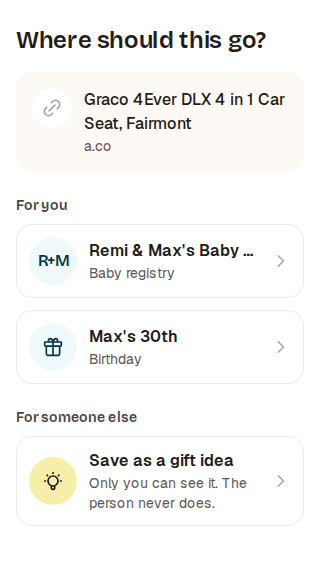 Where should this go?
Graco 4Ever DLX 4 in 1 Car
Seat, Fairmont
a.co
For you
R+M
Remi & Max's Baby ...
Baby registry
Max's 30th
Birthday
For someone else
Save as a gift idea
Only you can see it. The
person never does.